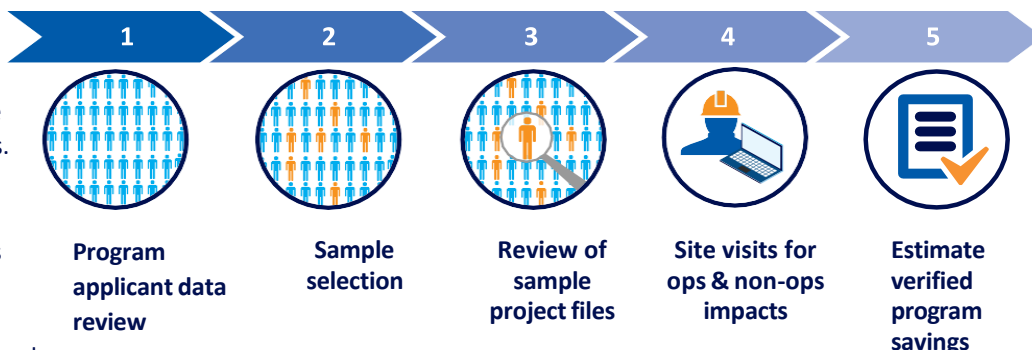 1 2 3 4 5
s.
s
Program
applicant data
review
Sample
selection
Review of
sample
project files
Site visits for
ops & non-ops
impacts
Estimate
verified
program
savings